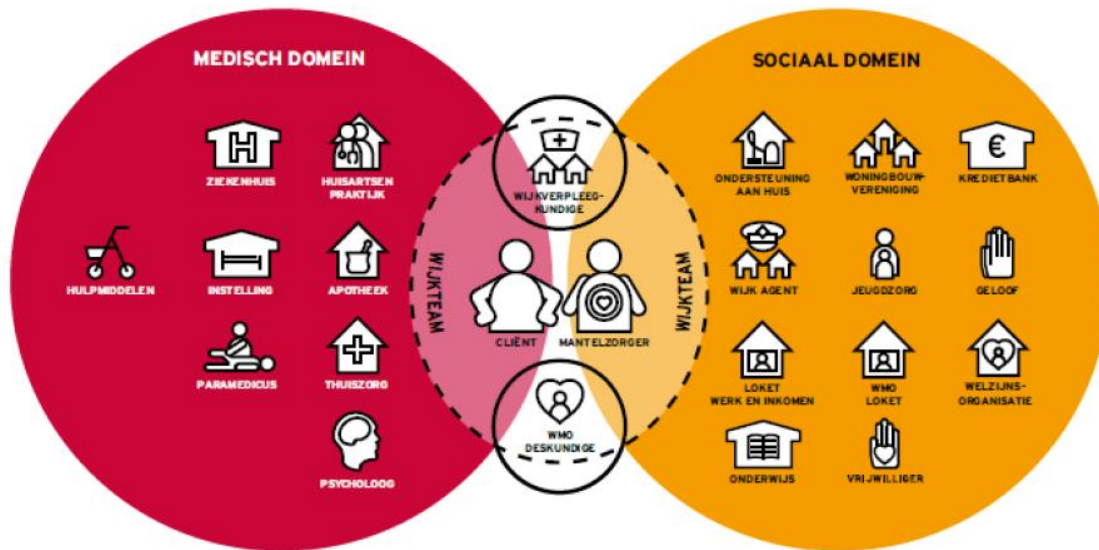 MEDISCH DOMEIN
H
ZIEKENHUIS
HUISARTSEN
PRAKTIJK
HULPMIDDELEN
INSTELLING
APOTHEEK
PARAMEDICUS
THUISZORG
PSYCHOLOOG
WIJKTEAM
WIJKVERPLEEG-
KUNDIGE
CLIËNT
MANTELZORGER
WMO
DESKUNDIGE
WIJKTEAM
SOCIAAL DOMEIN
ONDERSTEUNING
AAN HUIS
WONINGBOUW-
VERENIGING
€
KREDIETBANK
WIJK AGENT
JEUGDZORG
GELOOF
LOKET
WERK EN INKOMEN
WMO
LOKET
WELZIJNS-
ORGANISATIE
ONDERWIJS
VRIJWILLIGER